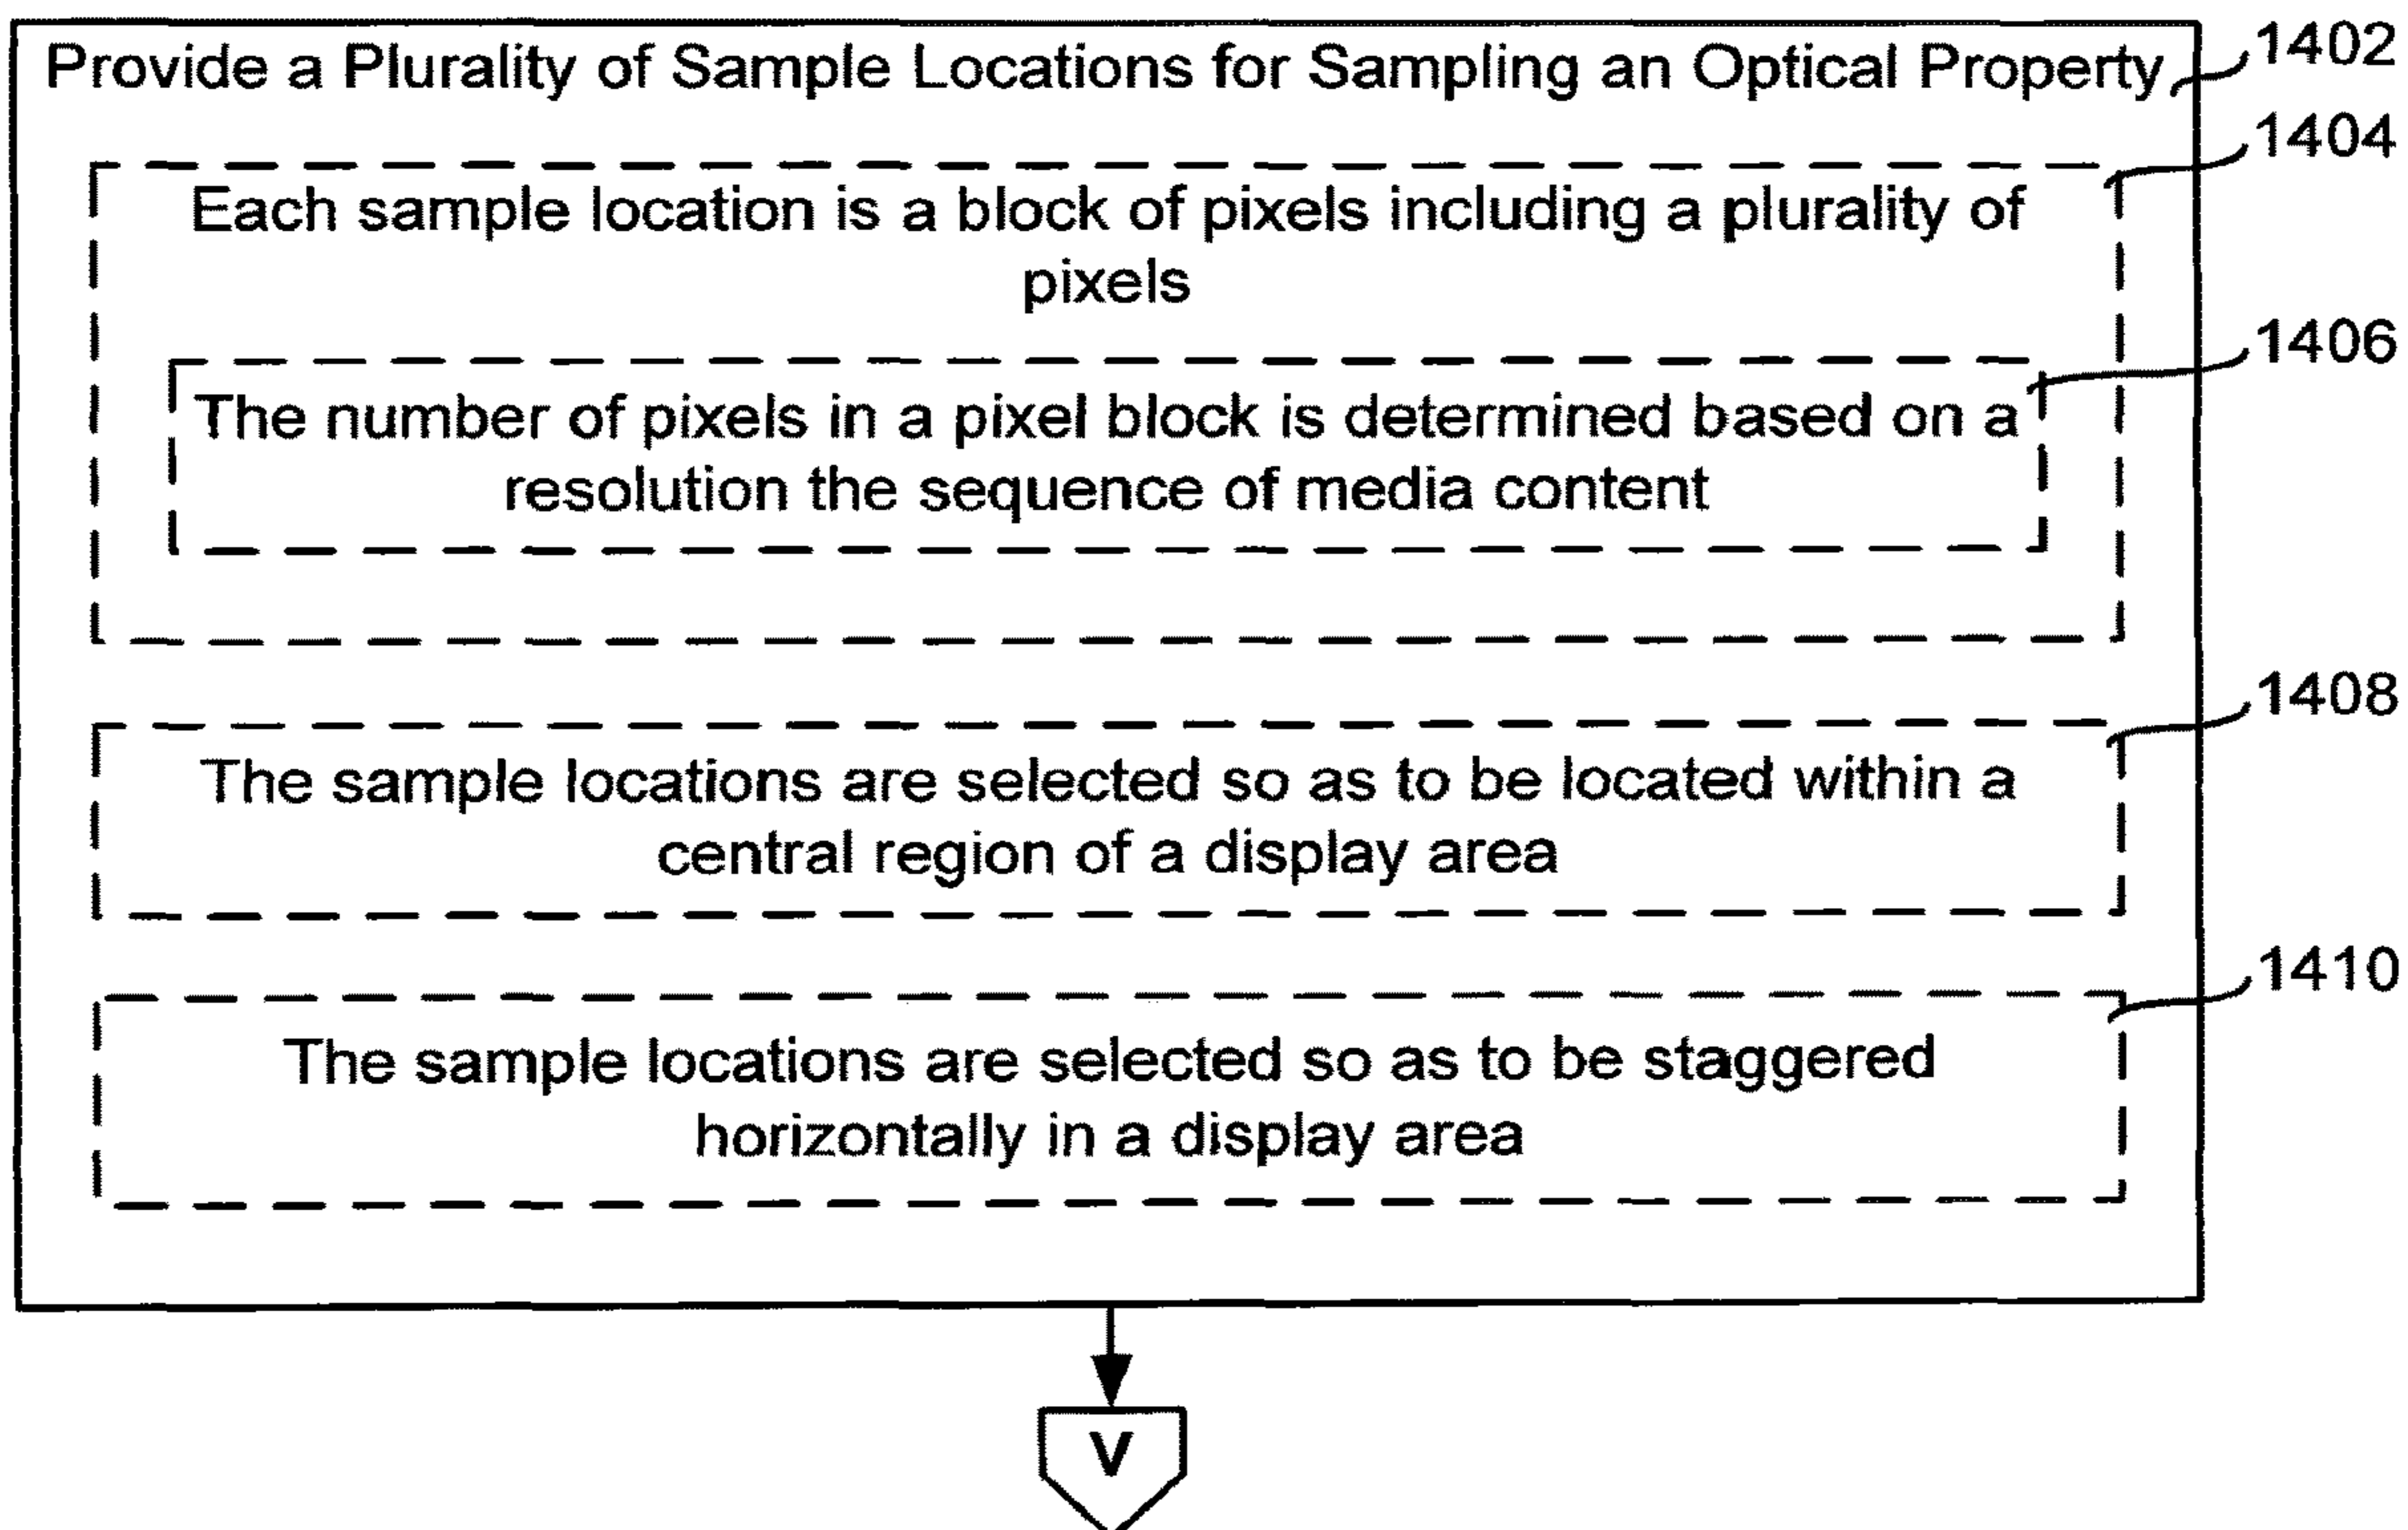 Provide a Plurality of Sample Locations for Sampling an Optical Property
1402
1404
Each sample location is a block of pixels including a plurality of
pixels
1406
The number of pixels in a pixel block is determined based on a
resolution the sequence of media content
1408
The sample locations are selected so as to be located within a
central region of a display area
1410
The sample locations are selected so as to be staggered
horizontally in a display area
V